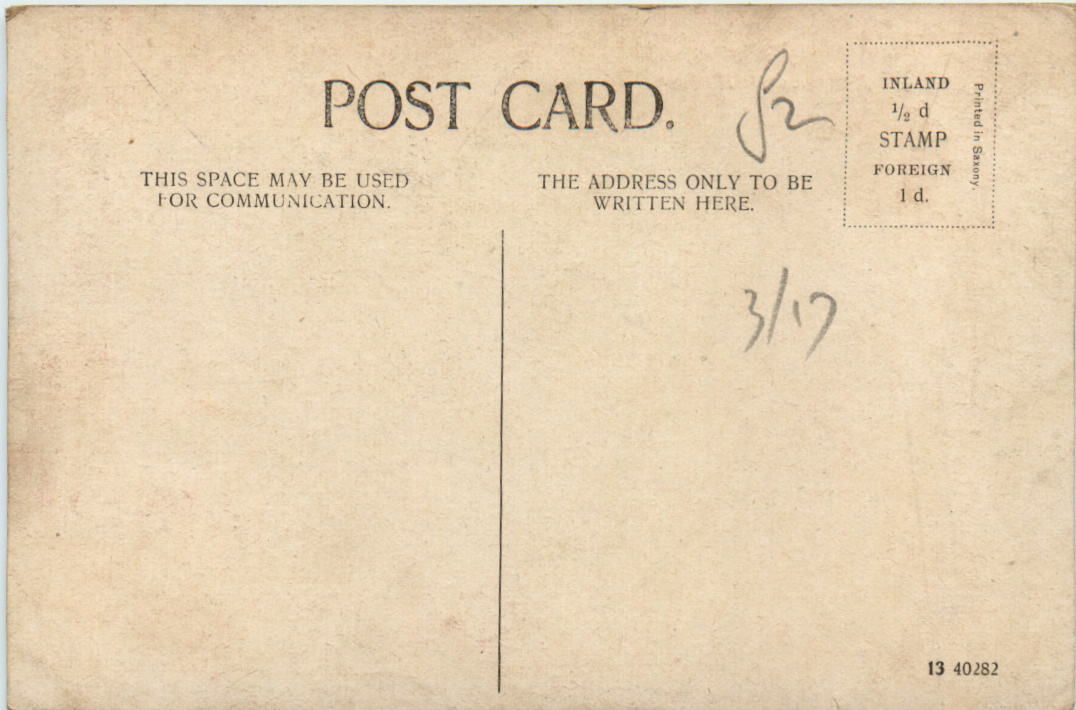 POST CARD.
THIS SPACE MAY BE USED
FOR COMMUNICATION.
THE ADDRESS ONLY TO BE
WRITTEN HERE.
INLAND
½ d
STAMP
FOREIGN
1 d.
Printed in Saxony.
3/17
13 40282